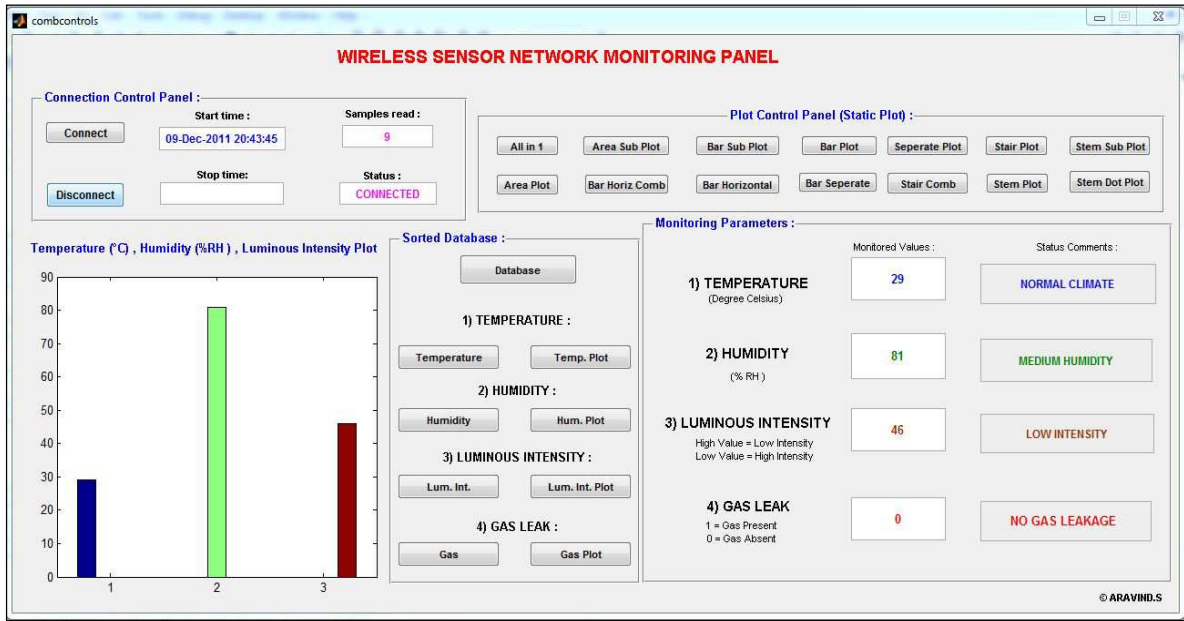 combcontrols
WIRELESS SENSOR NETWORK MONITORING PANEL
Connection Control Panel :
Start time :
Samples read :
Connect
09-Dec-2011 20:43:45
9
Stop time:
Status :
Disconnect
CONNECTED
Plot Control Panel (Static Plot) :
All in 1
Area Sub Plot
Bar Sub Plot
Bar Plot
Seperate Plot
Stair Plot
Stem Sub Plot
Area Plot
Bar Horiz Comb
Bar Horizontal
Bar Seperate
Stair Comb
Stem Plot
Stem Dot Plot
Temperature (°C) , Humidity (%RH ) , Luminous Intensity Plot
90
80
70
60
50
40
30
20
10
0
1
2
3
Sorted Database :
Database
1) TEMPERATURE :
Temperature
Temp. Plot
2) HUMIDITY :
Humidity
Hum. Plot
3) LUMINOUS INTENSITY :
Lum. Int.
Lum. Int. Plot
4) GAS LEAK :
Gas
Gas Plot
Monitoring Parameters :
Monitored Values :
Status Comments :
1) TEMPERATURE
(Degree Celsius)
29
NORMAL CLIMATE
2) HUMIDITY
(% RH )
81
MEDIUM HUMIDITY
3) LUMINOUS INTENSITY
High Value = Low Intensity
Low Value = High Intensity
46
LOW INTENSITY
4) GAS LEAK
1 = Gas Present
0 = Gas Absent
0
NO GAS LEAKAGE
© ARAVIND.S